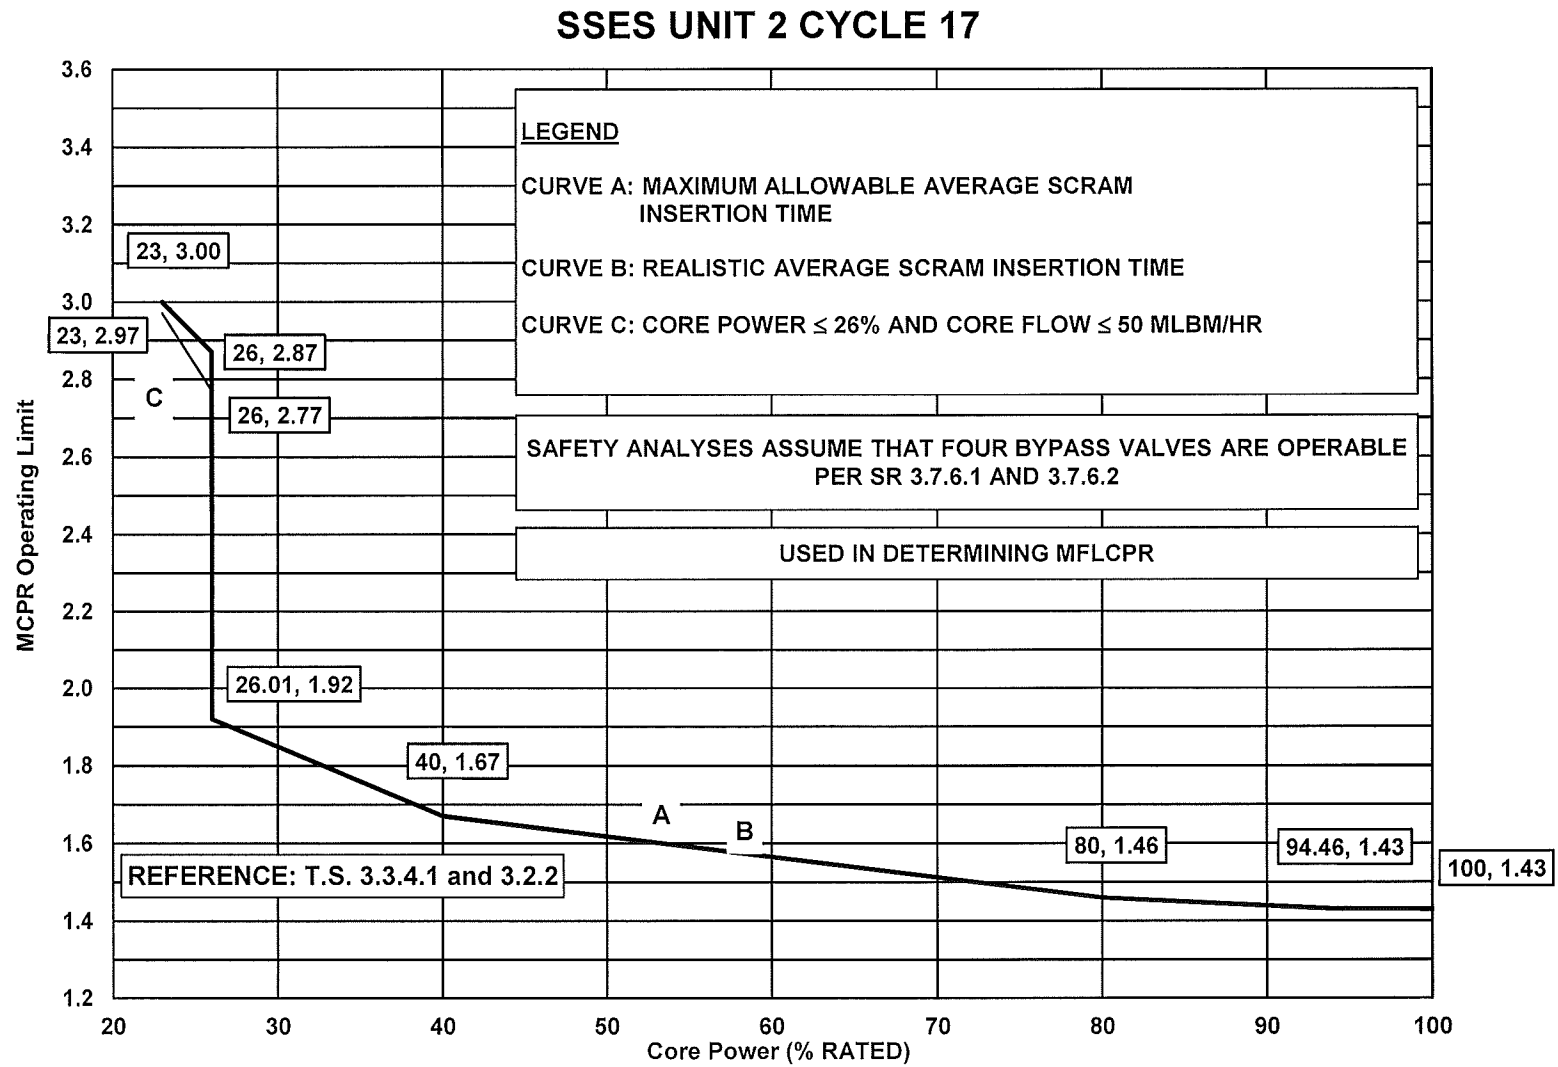 SSES UNIT 2 CYCLE 17
3.6
3.4
3.2
3.0
2.8
2.6
2.4
2.2
2.0
1.8
1.6
1.4
1.2
MCPR Operating Limit
LEGEND
CURVE A: MAXIMUM ALLOWABLE AVERAGE SCRAM
INSERTION TIME
CURVE B: REALISTIC AVERAGE SCRAM INSERTION TIME
CURVE C: CORE POWER ≤ 26% AND CORE FLOW ≤ 50 MLBM/HR
SAFETY ANALYSES ASSUME THAT FOUR BYPASS VALVES ARE OPERABLE
PER SR 3.7.6.1 AND 3.7.6.2
USED IN DETERMINING MFLCPR
23, 3.00
23, 2.97
26, 2.87
C
26, 2.77
26.01, 1.92
40, 1.67
A
B
80, 1.46
94.46, 1.43
100, 1.43
REFERENCE: T.S. 3.3.4.1 and 3.2.2
20
30
40
50
60
70
80
90
100
Core Power (% RATED)